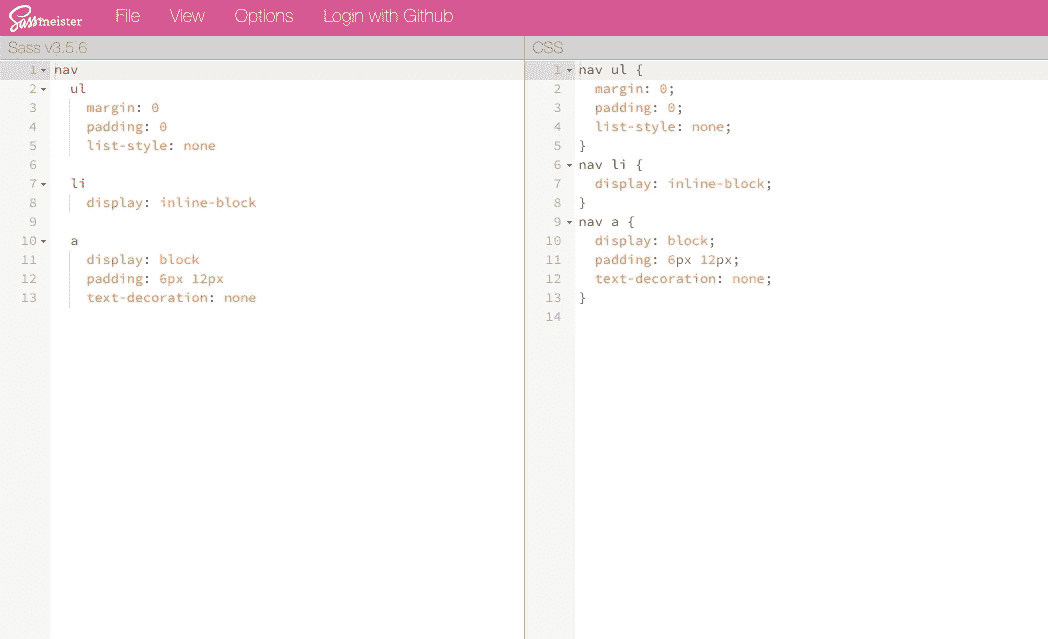 Sassmeister File View Options Login with Github
Sass v3.5.6
1 nav
2 ul
3 margin: 0
4 padding: 0
5 list-style: none
6
7 li
8 display: inline-block
9
10 a
11 display: block
12 padding: 6px 12px
13 text-decoration: none
CSS
1 nav ul {
2 margin: 0;
3 padding: 0;
4 list-style: none;
5 }
6 nav li {
7 display: inline-block;
8 }
9 nav a {
10 display: block;
11 padding: 6px 12px;
12 text-decoration: none;
13 }
14